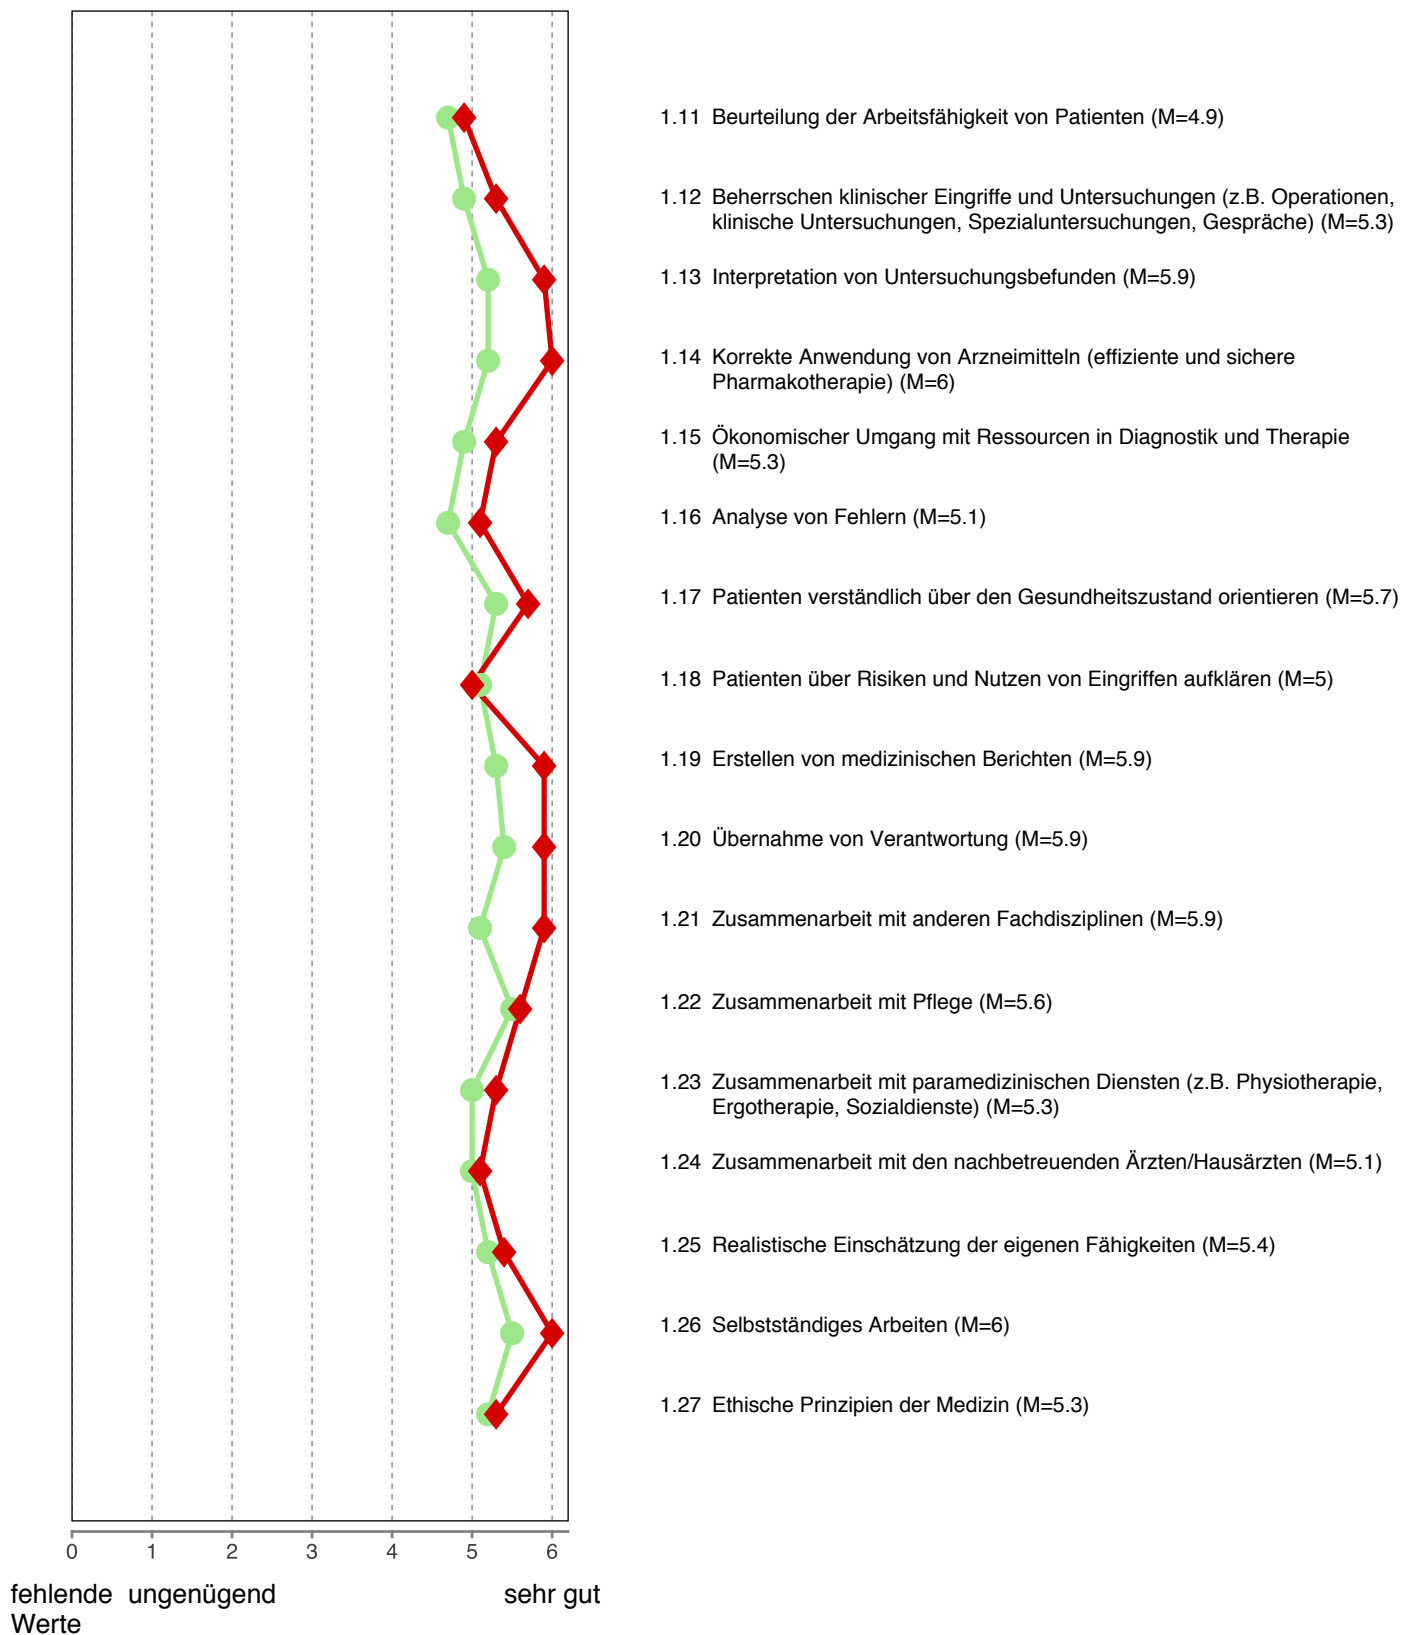 1.11 Beurteilung der Arbeitsfähigkeit von Patienten (M=4.9)
1.12 Beherrschen klinischer Eingriffe und Untersuchungen (z.B. Operationen,
klinische Untersuchungen, Spezialuntersuchungen, Gespräche) (M=5.3)
1.13 Interpretation von Untersuchungsbefunden (M=5.9)
1.14 Korrekte Anwendung von Arzneimitteln (effiziente und sichere
Pharmakotherapie) (M=6)
1.15 Ökonomischer Umgang mit Ressourcen in Diagnostik und Therapie
(M=5.3)
1.16 Analyse von Fehlern (M=5.1)
1.17 Patienten verständlich über den Gesundheitszustand orientieren (M=5.7)
1.18 Patienten über Risiken und Nutzen von Eingriffen aufklären (M=5)
1.19 Erstellen von medizinischen Berichten (M=5.9)
1.20 Übernahme von Verantwortung (M=5.9)
1.21 Zusammenarbeit mit anderen Fachdisziplinen (M=5.9)
1.22 Zusammenarbeit mit Pflege (M=5.6)
1.23 Zusammenarbeit mit paramedizinischen Diensten (z.B. Physiotherapie,
Ergotherapie, Sozialdienste) (M=5.3)
1.24 Zusammenarbeit mit den nachbetreuenden Ärzten/Hausärzten (M=5.1)
1.25 Realistische Einschätzung der eigenen Fähigkeiten (M=5.4)
1.26 Selbstständiges Arbeiten (M=6)
1.27 Ethische Prinzipien der Medizin (M=5.3)
0 1 2 3 4 5 6
fehlende ungenügend sehr gut
Werte